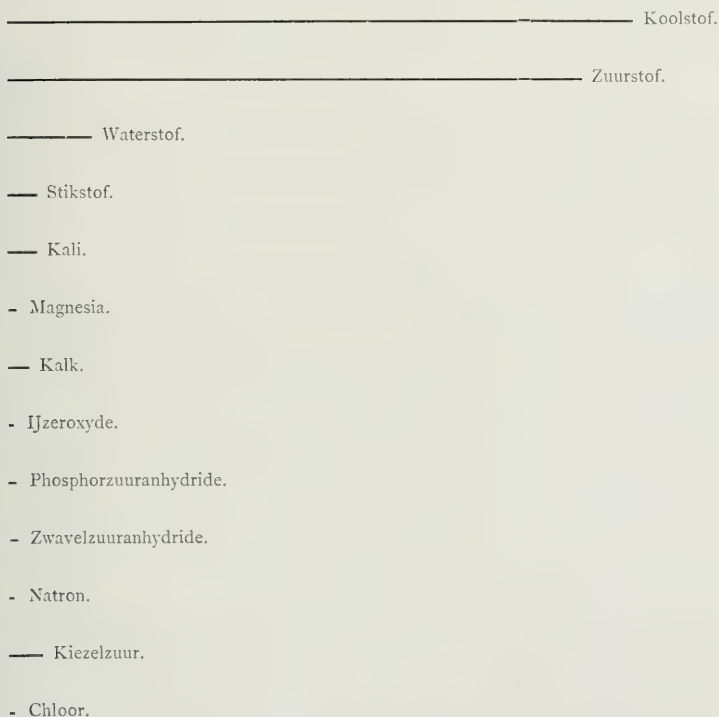 Koolstof.
Zuurstof.
Waterstof.
Stikstof.
Kali.
Magnesia.
Kalk.
IJzeroxyde.
Phosphorzuuranhydride.
Zwavelzuuranhydride.
Natron.
Kiezelzuur.
Chloor.